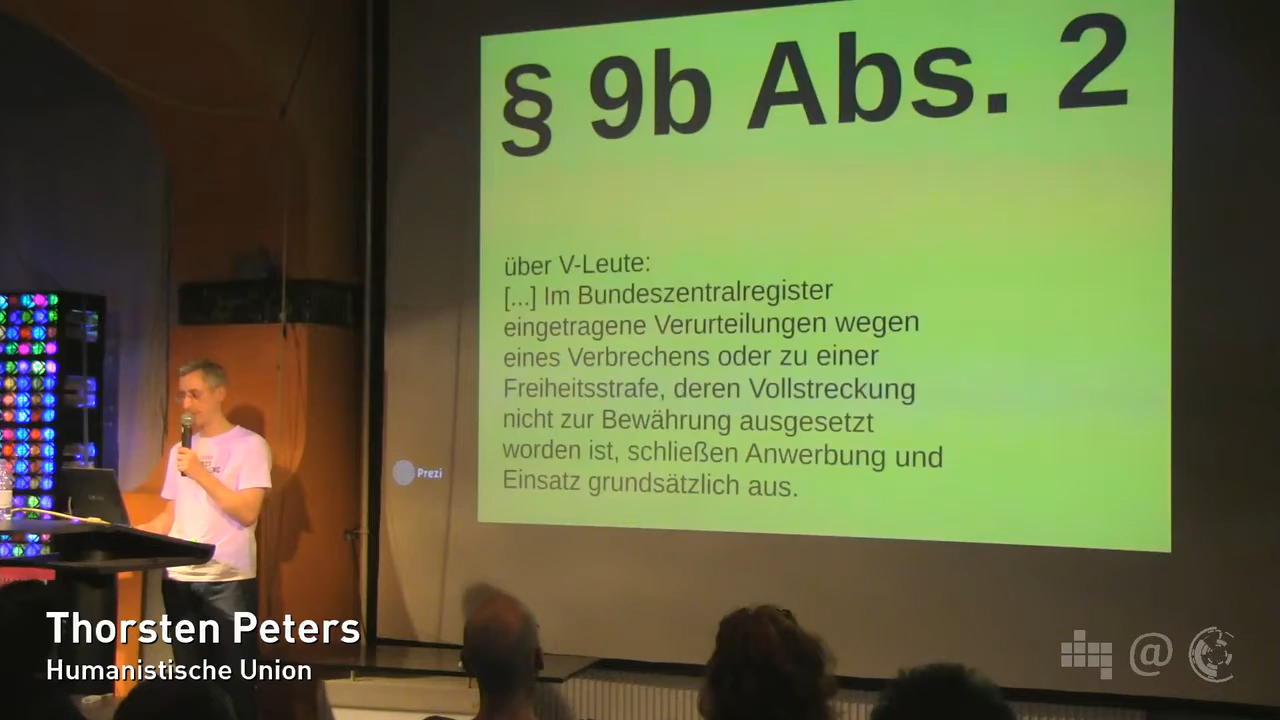 § 9b Abs. 2
über V-Leute:
[...] Im Bundeszentralregister
eingetragene Verurteilungen wegen
eines Verbrechens oder zu einer
Freiheitsstrafe, deren Vollstreckung
nicht zur Bewährung ausgesetzt
worden ist, schließen Anwerbung und
Einsatz grundsätzlich aus.
Prezi
Thorsten Peters
Humanistische Union
@